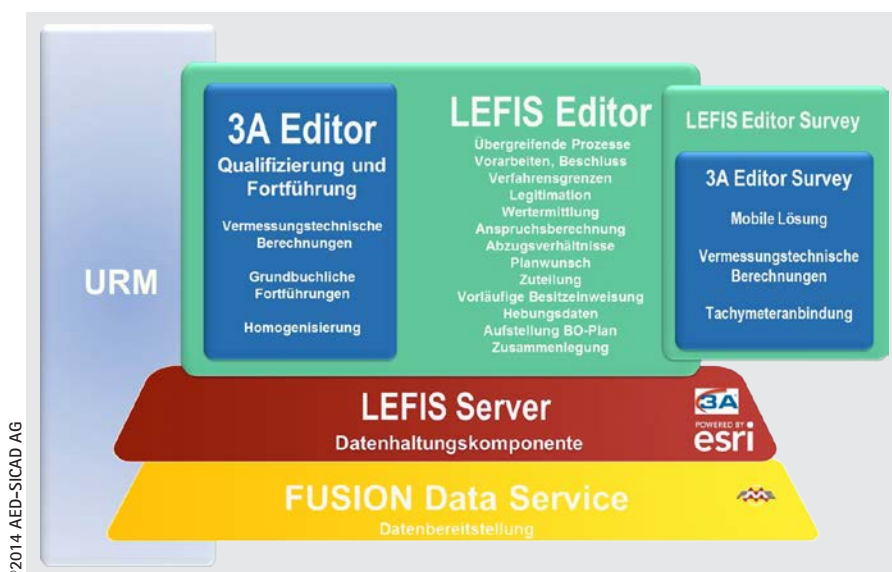 URM
3A Editor
Qualifizierung und
Fortführung
Vermessungstechnische
Berechnungen
Grundbuchliche
Fortführungen
Homogenisierung
LEFIS Editor
Übergreifende Prozesse
Vorarbeiten, Beschluss
Verfahrensgrenzen
Legitimation
Wertermittlung
Anspruchsberechnung
Abzugsverhältnisse
Planwunsch
Zuteilung
Vorläufige Besitzeinweisung
Hebungsdaten
Aufstellung BO-Plan
Zusammenlegung
LEFIS Editor Survey
3A Editor Survey
Mobile Lösung
Vermessungstechnische
Berechnungen
Tachymeteranbindung
LEFIS Server
Datenhaltungskomponente
3A
POWERED BY
esri
FUSION Data Service
Datenbereitstellung
©2014 AED-SICAD AG